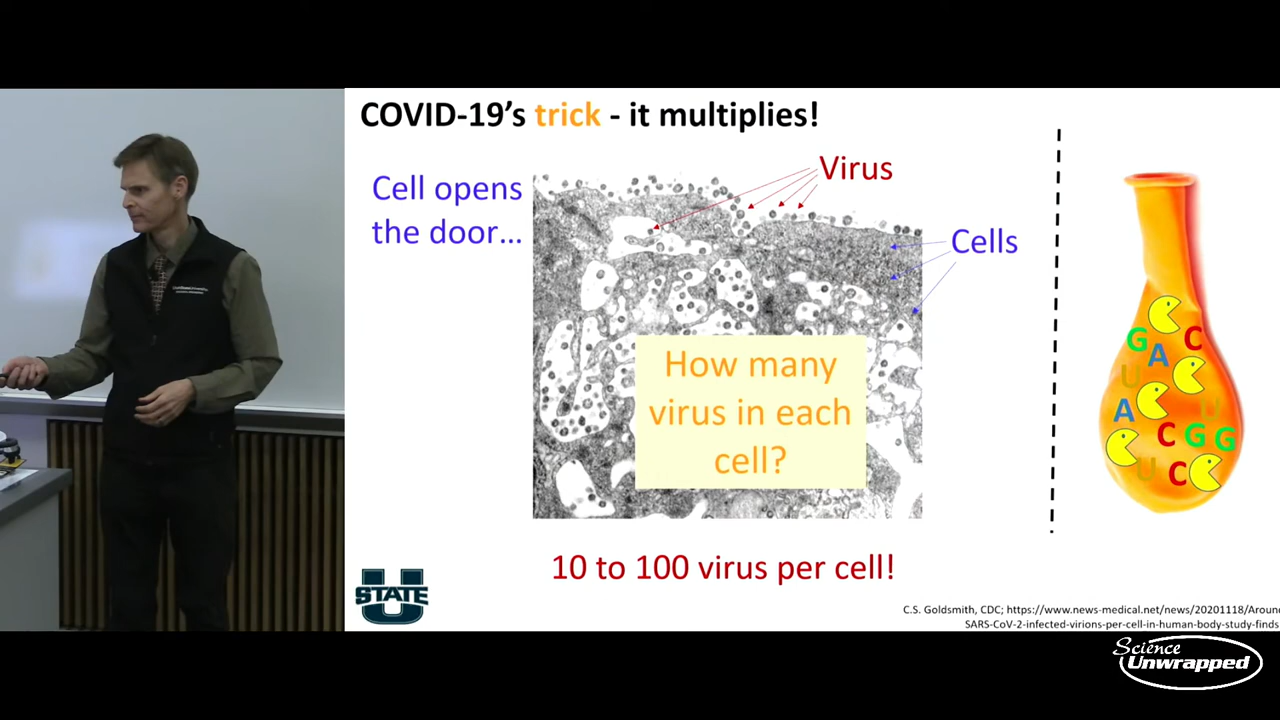 COVID-19's trick - it multiplies!
Cell opens
the door...
Virus
Cells
How many
virus in each
cell?
10 to 100 virus per cell!
G
C
A
U
A
U
C
G
G
U
C
U
STATE
C.S. Goldsmith, CDC; https://www.news-medical.net/news/20201118/Around
SARS-CoV-2-infected-virions-per-cell-in-human-body-study-finds
Science
Unwrapped